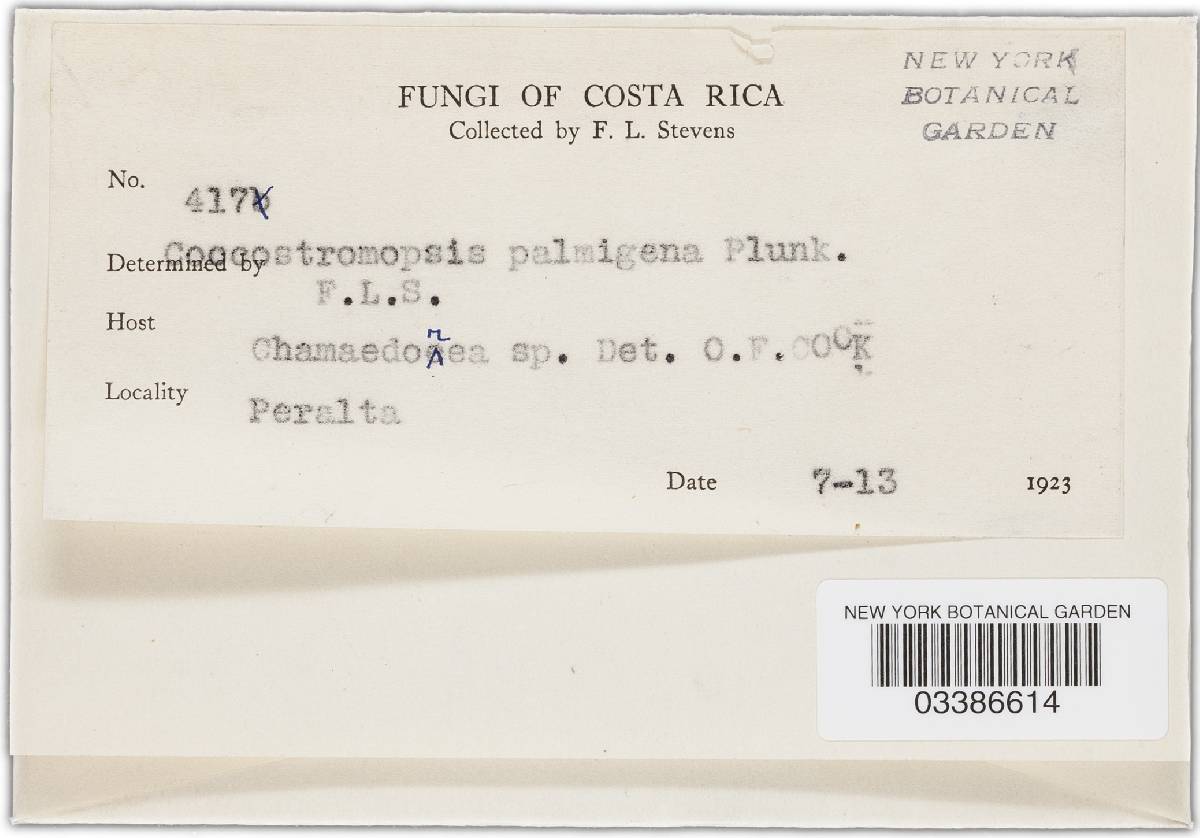 NEW YORK
BOTANICAL
GARDEN
FUNGI OF COSTA RICA
Collected by F. L. Stevens
No. 417
Coccostromopsis palmigena Plunk.
Determined by F.L.S.
Host Chamaedorea sp. Det. O.F.COOK
Locality Peralta
Date 7-13 1923
NEW YORK BOTANICAL GARDEN
03386614